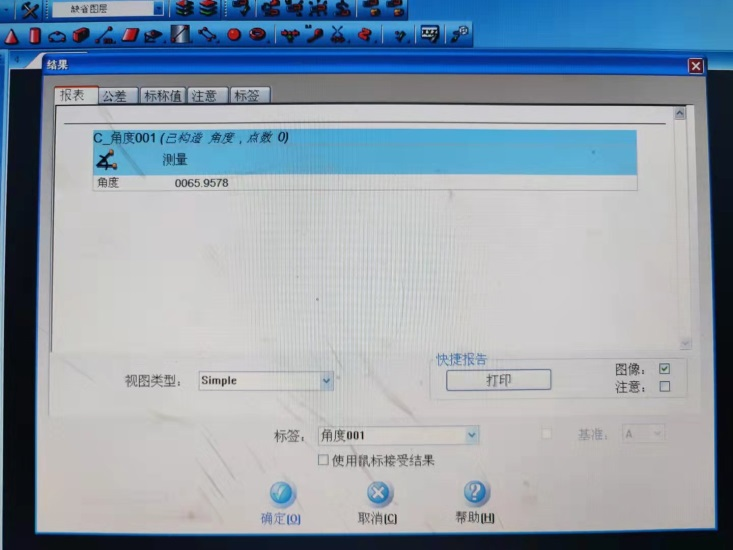 缺省图层
结果
报表 公差 标称值 注意 标签
C_角度001 (已构造 角度，点数 0)
测量
角度 0065.9578
快捷报告
视图类型： Simple
打印
图像：
注意：
标签： 角度001
基准： A
使用鼠标接受结果
确定[O] 取消[C] 帮助[H]